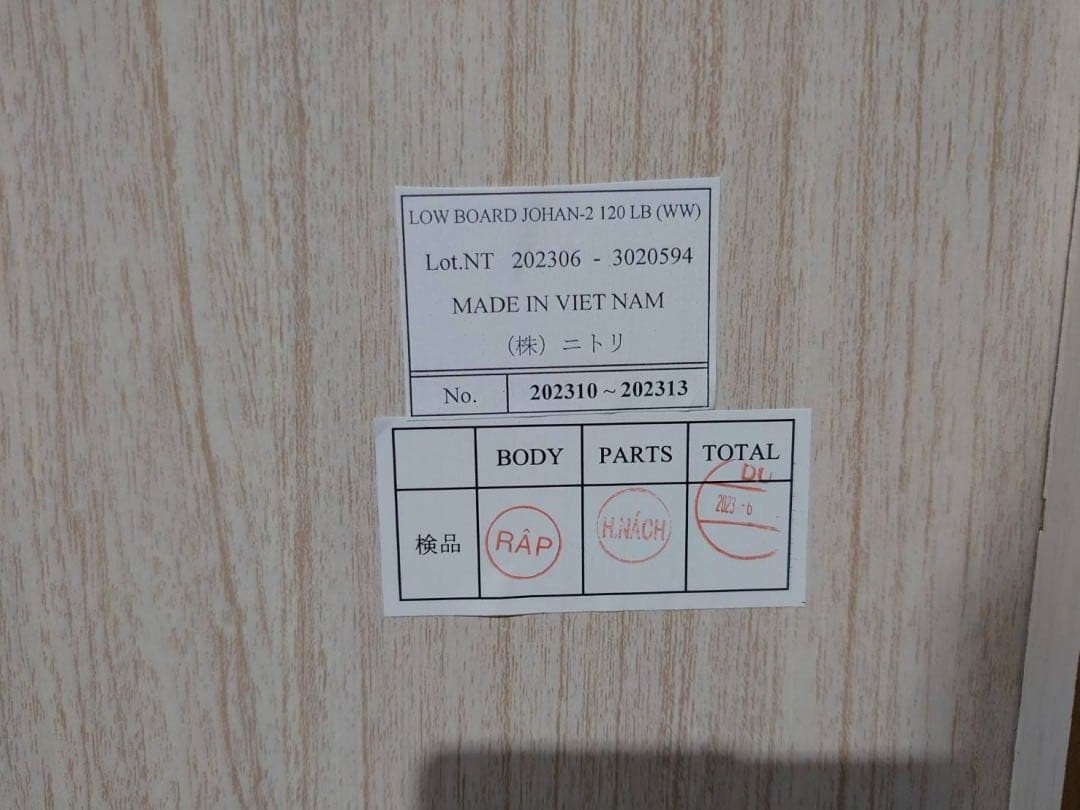 LOW BOARD JOHAN-2 120 LB (WW)
Lot.NT 202306 - 3020594
MADE IN VIET NAM
（株）ニトリ
No. 202310 ~ 202313
BODY PARTS TOTAL
検品 RÂP H.NÁCH DU
2023 - 6